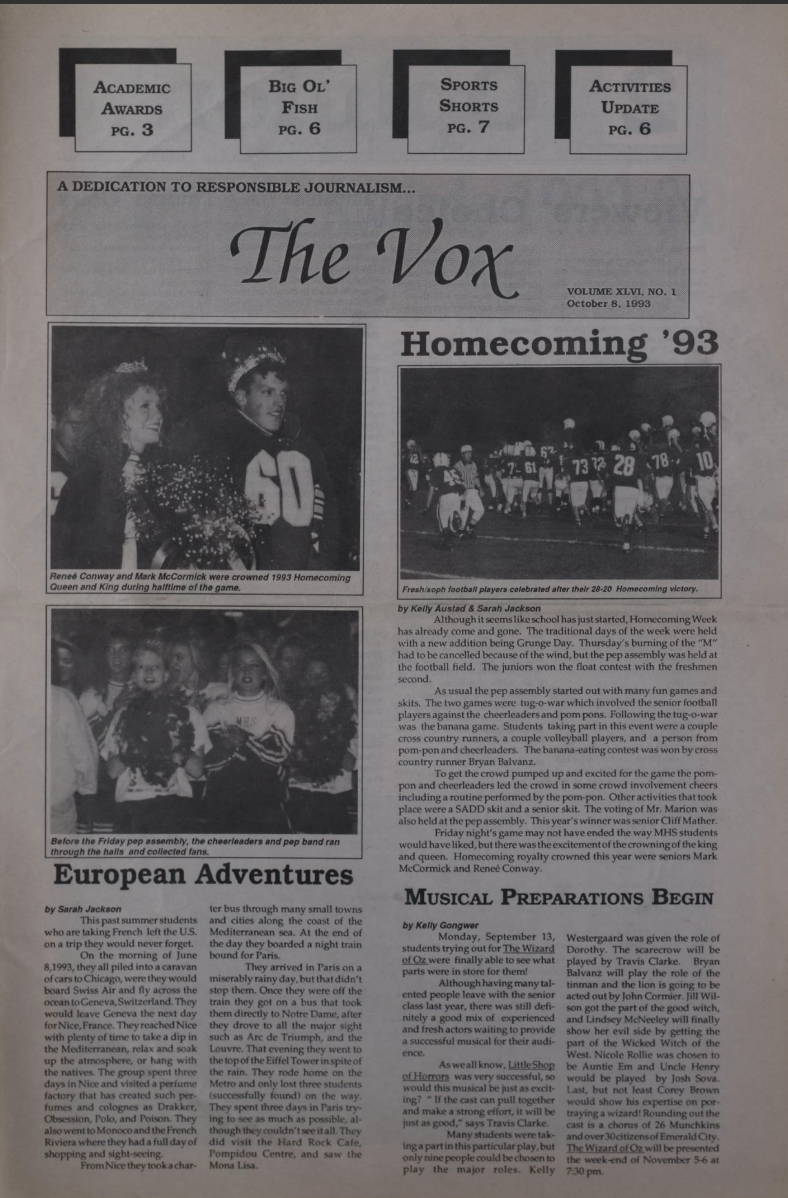 ACADEMIC
AWARDS
PG. 3
BIG OL'
FISH
PG. 6
SPORTS
SHORTS
PG. 7
ACTIVITIES
UPDATE
PG. 6
A DEDICATION TO RESPONSIBLE JOURNALISM...
The Vox
VOLUME XLVI, NO. 1
October 8, 1993
60
Reneé Conway and Mark McCormick were crowned 1993 Homecoming
Queen and King during halftime of the game.
MHS
Before the Friday pep assembly, the cheerleaders and pep band ran
through the halls and collected fans.
European Adventures
by Sarah Jackson
This past summer students
who are taking French left the U.S.
on a trip they would never forget.
On the morning of June
8,1993, they all piled into a caravan
of cars to Chicago, were they would
board Swiss Air and fly across the
ocean to Geneva, Switzerland. They
would leave Geneva the next day
for Nice, France. They reached Nice
with plenty of time to take a dip in
the Mediterranean, relax and soak
up the atmosphere, or hang with
the natives. The group spent three
days in Nice and visited a perfume
factory that has created such per-
fumes and colognes as Drakker,
Obsession, Polo, and Poison. They
also went to Monoco and the French
Riviera where they had a full day of
shopping and sight-seeing.
From Nice they took a char-
ter bus through many small towns
and cities along the coast of the
Mediterranean sea. At the end of
the day they boarded a night train
bound for Paris.
They arrived in Paris on a
miserably rainy day, but that didn't
stop them. Once they were off the
train they got on a bus that took
them directly to Notre Dame, after
they drove to all the major sight
such as Arc de Triumph, and the
Louvre. That evening they went to
the top of the Eiffel Tower in spite of
the rain. They rode home on the
Metro and only lost three students
(successfully found) on the way.
They spent three days in Paris try-
ing to see as much as possible, al-
though they couldn't see it all. They
did visit the Hard Rock Cafe,
Pompidou Centre, and saw the
Mona Lisa.
Homecoming '93
61
67
73
28
78
10
Fresh/soph football players celebrated after their 28-20 Homecoming victory.
by Kelly Austad & Sarah Jackson
Although it seems like school has just started, Homecoming Week
has already come and gone. The traditional days of the week were held
with a new addition being Grunge Day. Thursday's burning of the "M"
had to be cancelled because of the wind, but the pep assembly was held at
the football field. The juniors won the float contest with the freshmen
second.
As usual the pep assembly started out with many fun games and
skits. The two games were tug-o-war which involved the senior football
players against the cheerleaders and pom pons. Following the tug-o-war
was the banana game. Students taking part in this event were a couple
cross country runners, a couple volleyball players, and a person from
pom-pon and cheerleaders. The banana-eating contest was won by cross
country runner Bryan Balvanz.
To get the crowd pumped up and excited for the game the pom-
pon and cheerleaders led the crowd in some crowd involvement cheers
including a routine performed by the pom-pon. Other activities that took
place were a SADD skit and a senior skit. The voting of Mr. Marion was
also held at the pep assembly. This year's winner was senior Cliff Mather.
Friday night's game may not have ended the way MHS students
would have liked, but there was the excitement of the crowning of the king
and queen. Homecoming royalty crowned this year were seniors Mark
McCormick and Reneé Conway.
MUSICAL PREPARATIONS BEGIN
by Kelly Gongwer
Monday, September 13,
students trying out for The Wizard
of Oz were finally able to see what
parts were in store for them!
Although having many tal-
ented people leave with the senior
class last year, there was still defi-
nitely a good mix of experienced
and fresh actors waiting to provide
a successful musical for their audi-
ence.
As we all know, Little Shop
of Horrors was very successful, so
would this musical be just as excit-
ing? " If the cast can pull together
and make a strong effort, it will be
just as good," says Travis Clarke.
Many students were tak-
ing a part in this particular play, but
only nine people could be chosen to
play the major roles. Kelly
Westergaard was given the role of
Dorothy. The scarecrow will be
played by Travis Clarke. Bryan
Balvanz will play the role of the
tinman and the lion is going to be
acted out by John Cormier. Jill Wil-
son got the part of the good witch,
and Lindsey McNeeley will finally
show her evil side by getting the
part of the Wicked Witch of the
West. Nicole Rollie was chosen to
be Auntie Em and Uncle Henry
would be played by Josh Sova.
Last, but not least Corey Brown
would show his expertise on por-
traying a wizard! Rounding out the
cast is a chorus of 26 Munchkins
and over 30 citizens of Emerald City.
The Wizard of Oz will be presented
the week-end of November 5-6 at
7:30 pm.